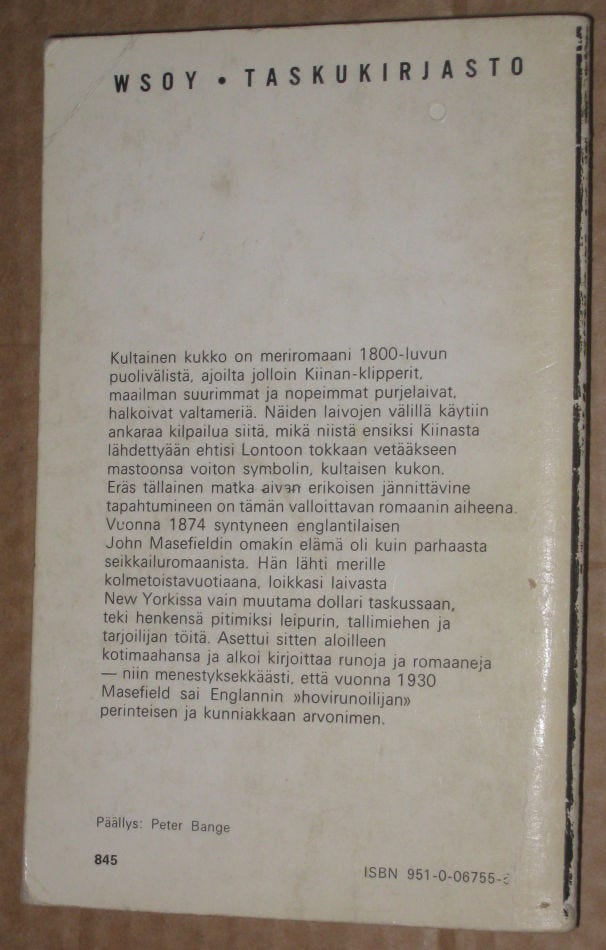 WSOY • TASKUKIRJASTO
Kultainen kukko on meriromaani 1800-luvun
puolivälistä, ajoilta jolloin Kiinan-klipperit,
maailman suurimmat ja nopeimmat purjelaivat,
halkoivat valtameriä. Näiden laivojen välillä käytiin
ankaraa kilpailua siitä, mikä niistä ensiksi Kiinasta
lähdettyään ehtisi Lontoon tokkaan vetääkseen
mastoonsa voiton symbolin, kultaisen kukon.
Eräs tällainen matka aivan erikoisen jännittävine
tapahtumineen on tämän valloittavan romaanin aiheena.
Vuonna 1874 syntyneen englantilaisen
John Masefieldin omakin elämä oli kuin parhaasta
seikkailuromaanista. Hän lähti merille
kolmetoistavuotiaana, loikkasi laivasta
New Yorkissa vain muutama dollari taskussaan,
teki henkensä pitimiksi leipurin, tallimiehen ja
tarjoilijan töitä. Asettui sitten aloilleen
kotimaahansa ja alkoi kirjoittaa runoja ja romaaneja
— niin menestyksekkäästi, että vuonna 1930
Masefield sai Englannin »hovirunoilijan»
perinteisen ja kunniakkaan arvonimen.
Päällys: Peter Bange
845
ISBN 951-0-06755-